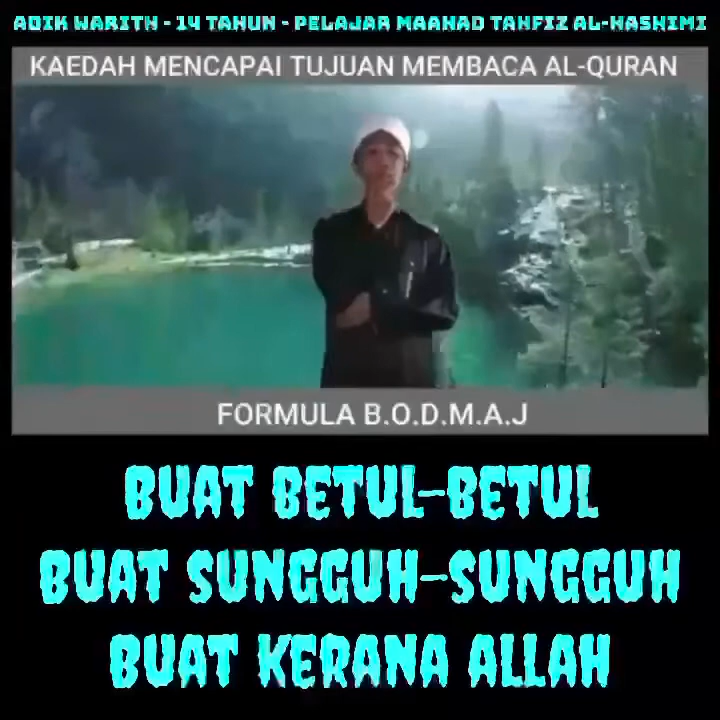 ADIK WARITH - 14 TAHUN - PELAJAR MAAHAD TAHFIZ AL-HASHIMI
KAEDAH MENCAPAI TUJUAN MEMBACA AL-QURAN
FORMULA B.O.D.M.A.J
BUAT BETUL-BETUL
BUAT SUNGGUH-SUNGGUH
BUAT KERANA ALLAH